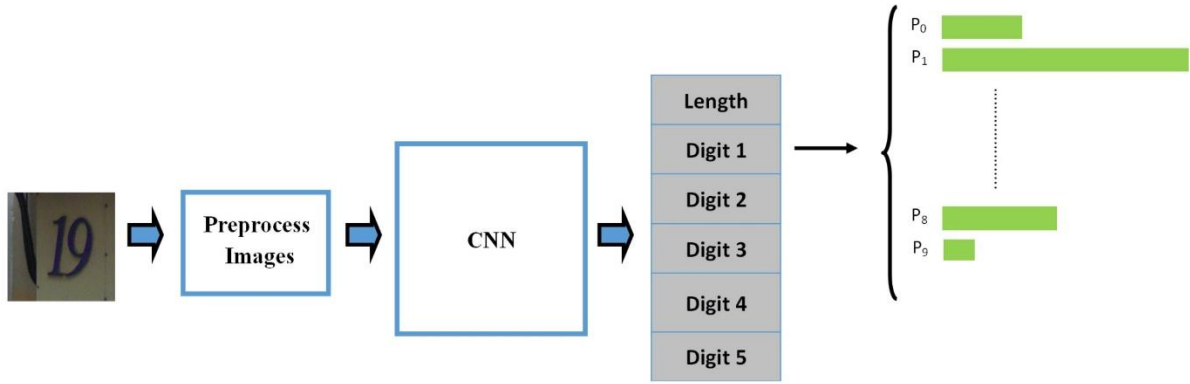 19
Preprocess
Images
CNN
Length
Digit 1
Digit 2
Digit 3
Digit 4
Digit 5
P₀
P₁
P₈
P₉